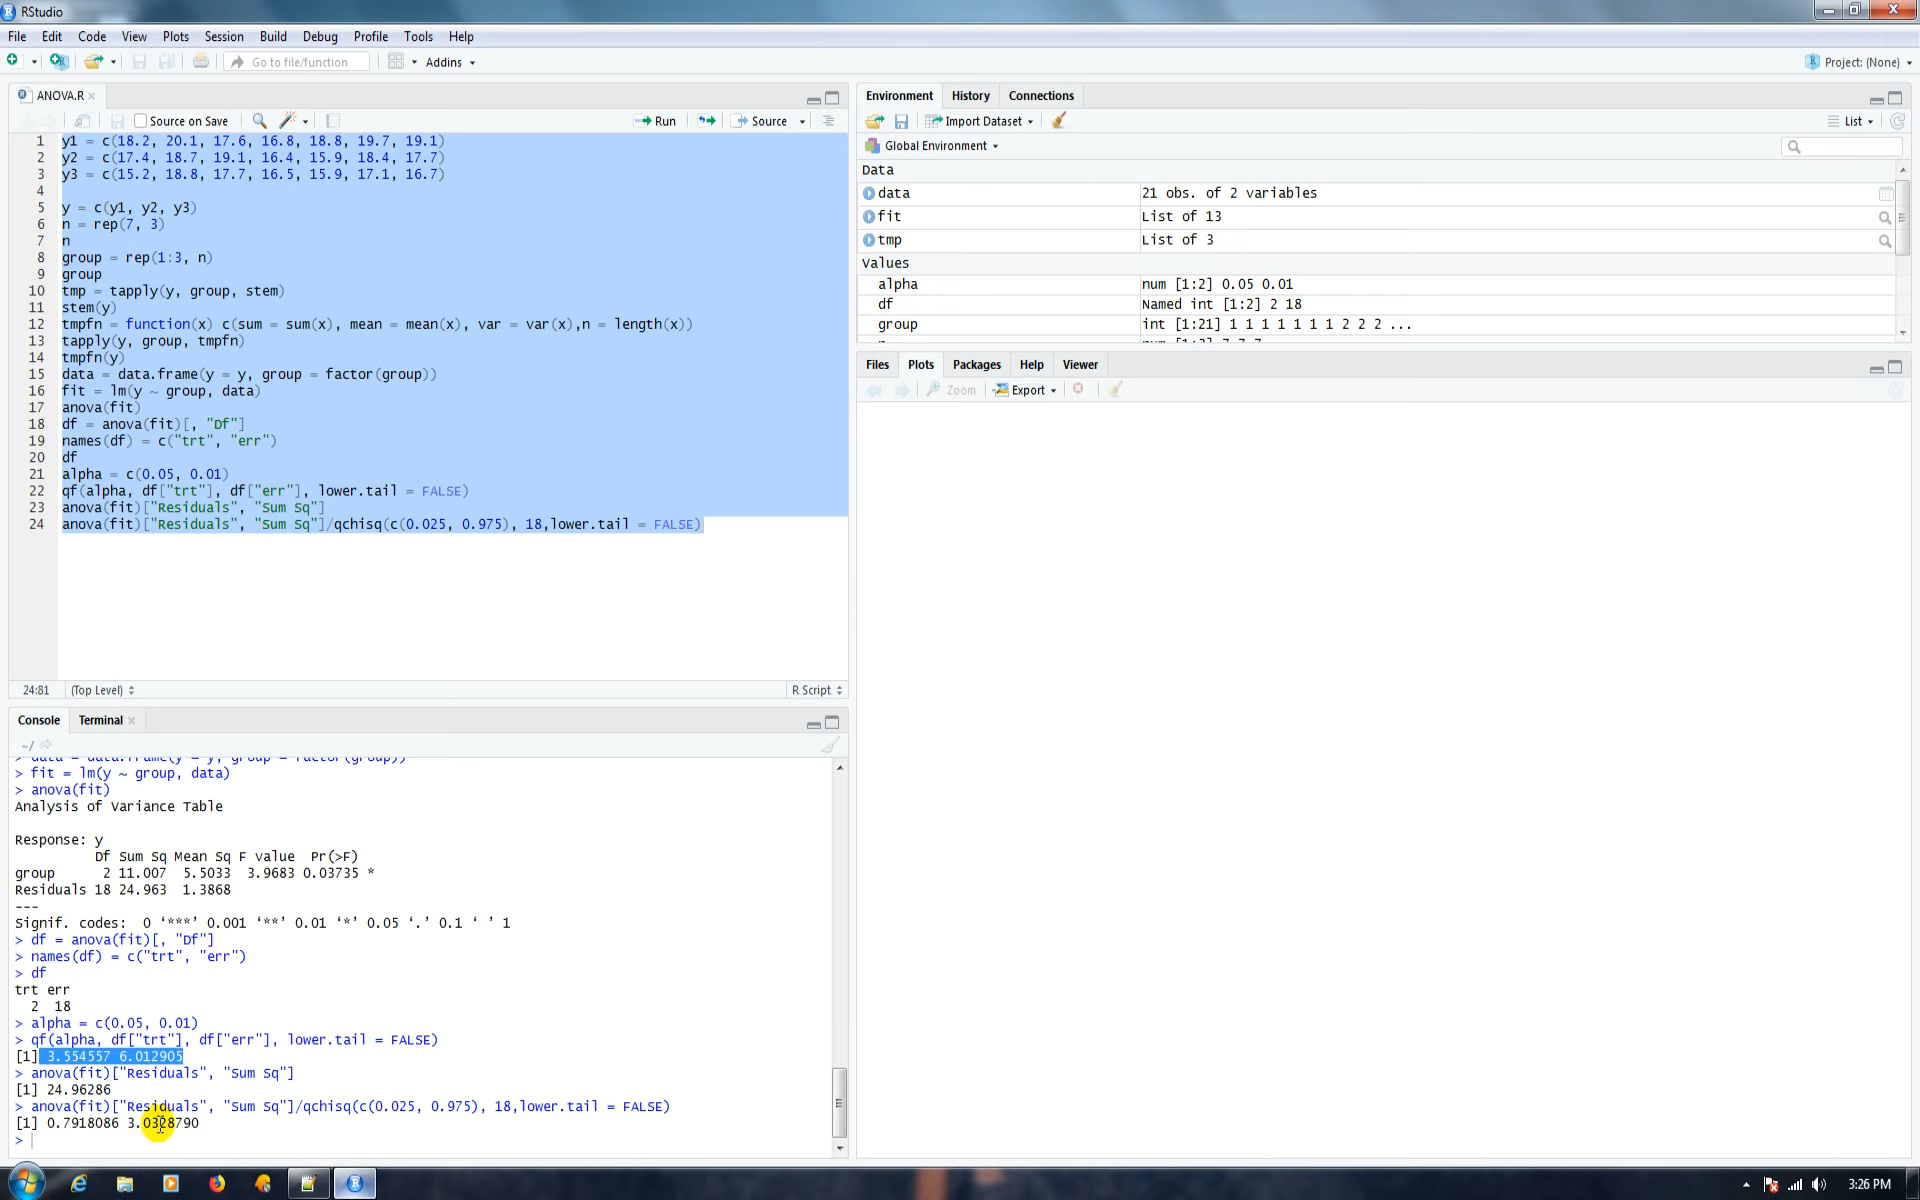 RStudio
File Edit Code View Plots Session Build Debug Profile Tools Help
Go to file/function Addins Project: (None)
ANOVA.R
Source on Save Run Source
1 y1 = c(18.2, 20.1, 17.6, 16.8, 18.8, 19.7, 19.1)
2 y2 = c(17.4, 18.7, 19.1, 16.4, 15.9, 18.4, 17.7)
3 y3 = c(15.2, 18.8, 17.7, 16.5, 15.9, 17.1, 16.7)
4
5 y = c(y1, y2, y3)
6 n = rep(7, 3)
7 n
8 group = rep(1:3, n)
9 group
10 tmp = tapply(y, group, stem)
11 stem(y)
12 tmpfn = function(x) c(sum = sum(x), mean = mean(x), var = var(x),n = length(x))
13 tapply(y, group, tmpfn)
14 tmpfn(y)
15 data = data.frame(y = y, group = factor(group))
16 fit = lm(y ~ group, data)
17 anova(fit)
18 df = anova(fit)[, "Df"]
19 names(df) = c("trt", "err")
20 df
21 alpha = c(0.05, 0.01)
22 qf(alpha, df["trt"], df["err"], lower.tail = FALSE)
23 anova(fit)["Residuals", "Sum Sq"]
24 anova(fit)["Residuals", "Sum Sq"]/qchisq(c(0.025, 0.975), 18,lower.tail = FALSE)
24:81 (Top Level) R Script
Console Terminal
~/
> data = data.frame(y = y, group = factor(group))
> fit = lm(y ~ group, data)
> anova(fit)
Analysis of Variance Table
Response: y
Df Sum Sq Mean Sq F value Pr(>F)
group 2 11.007 5.5033 3.9683 0.03735 *
Residuals 18 24.963 1.3868
---
Signif. codes: 0 ‘***’ 0.001 ‘**’ 0.01 ‘*’ 0.05 ‘.’ 0.1 ‘ ’ 1
> df = anova(fit)[, "Df"]
> names(df) = c("trt", "err")
> df
trt err
2 18
> alpha = c(0.05, 0.01)
> qf(alpha, df["trt"], df["err"], lower.tail = FALSE)
[1] 3.554557 6.012905
> anova(fit)["Residuals", "Sum Sq"]
[1] 24.96286
> anova(fit)["Residuals", "Sum Sq"]/qchisq(c(0.025, 0.975), 18,lower.tail = FALSE)
[1] 0.7918086 3.0328790
>
Environment History Connections
Import Dataset List
Global Environment
Data
data 21 obs. of 2 variables
fit List of 13
tmp List of 3
Values
alpha num [1:2] 0.05 0.01
df Named int [1:2] 2 18
group int [1:21] 1 1 1 1 1 1 1 2 2 2 ...
Files Plots Packages Help Viewer
Zoom Export
3:26 PM